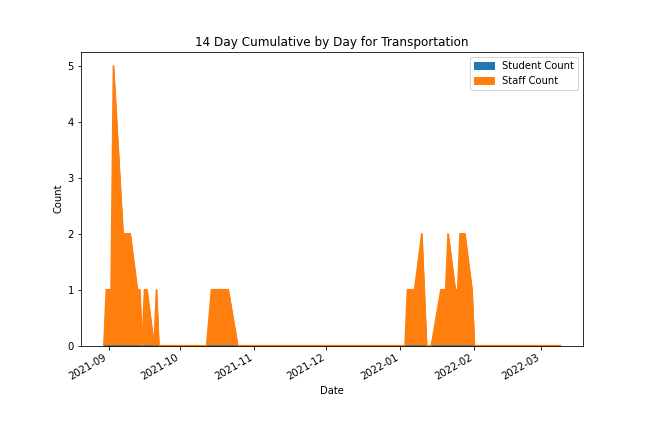 14 Day Cumulative by Day for Transportation
Student Count
Staff Count
5
4
3
2
1
0
Count
2021-09
2021-10
2021-11
2021-12
2022-01
2022-02
2022-03
Date